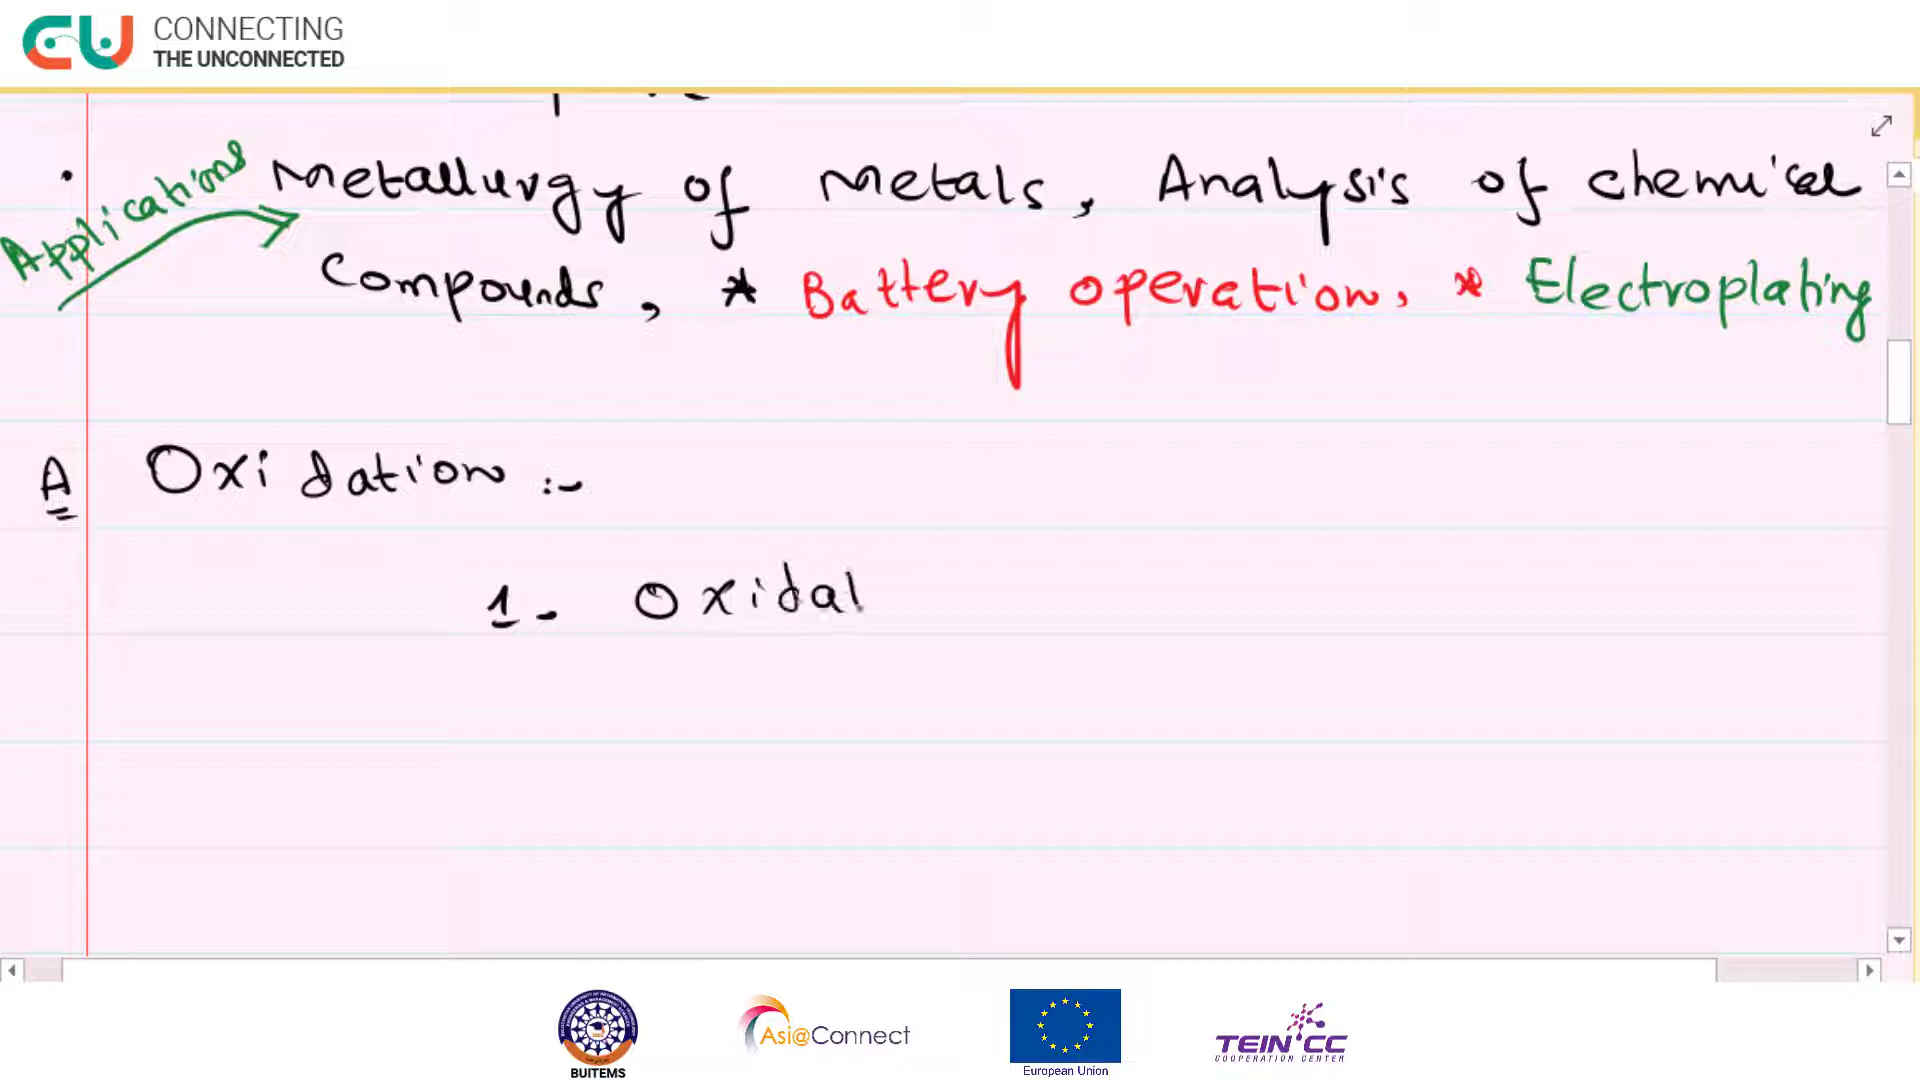 CONNECTING
THE UNCONNECTED
Applications
• Metallurgy of Metals, Analysis of chemical
Compounds, * Battery operation, * Electroplating
A Oxidation :-
1- Oxidal
BUITEMS
Asi@Connect
European Union
TEIN*CC
COOPERATION CENTER